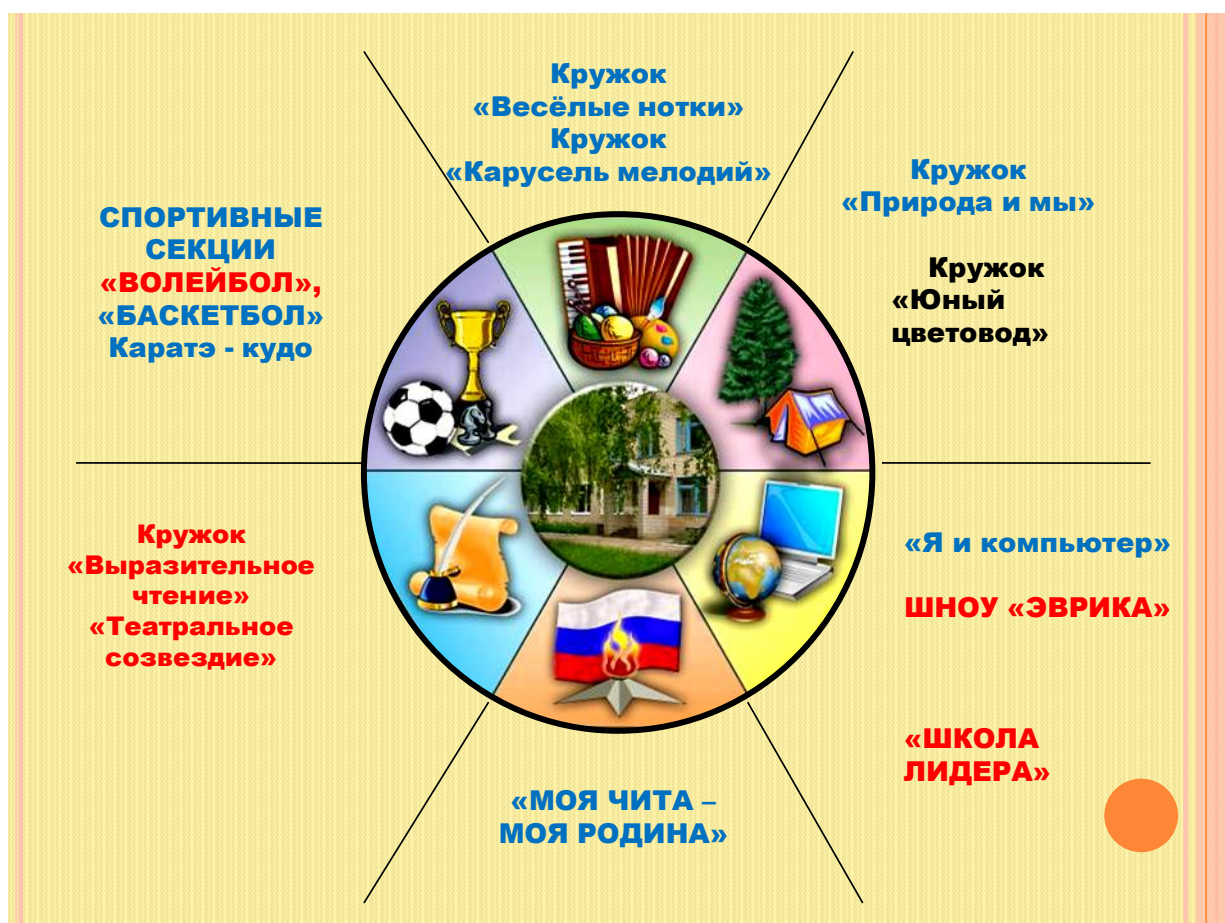 Кружок
«Весёлые нотки»
Кружок
«Карусель мелодий»
Кружок
«Природа и мы»
Кружок
«Юный
цветовод»
СПОРТИВНЫЕ
СЕКЦИИ
«ВОЛЕЙБОЛ»,
«БАСКЕТБОЛ»
Каратэ - кудо
Кружок
«Выразительное
чтение»
«Театральное
созвездие»
«Я и компьютер»
ШНОУ «ЭВРИКА»
«ШКОЛА
ЛИДЕРА»
«МОЯ ЧИТА –
МОЯ РОДИНА»